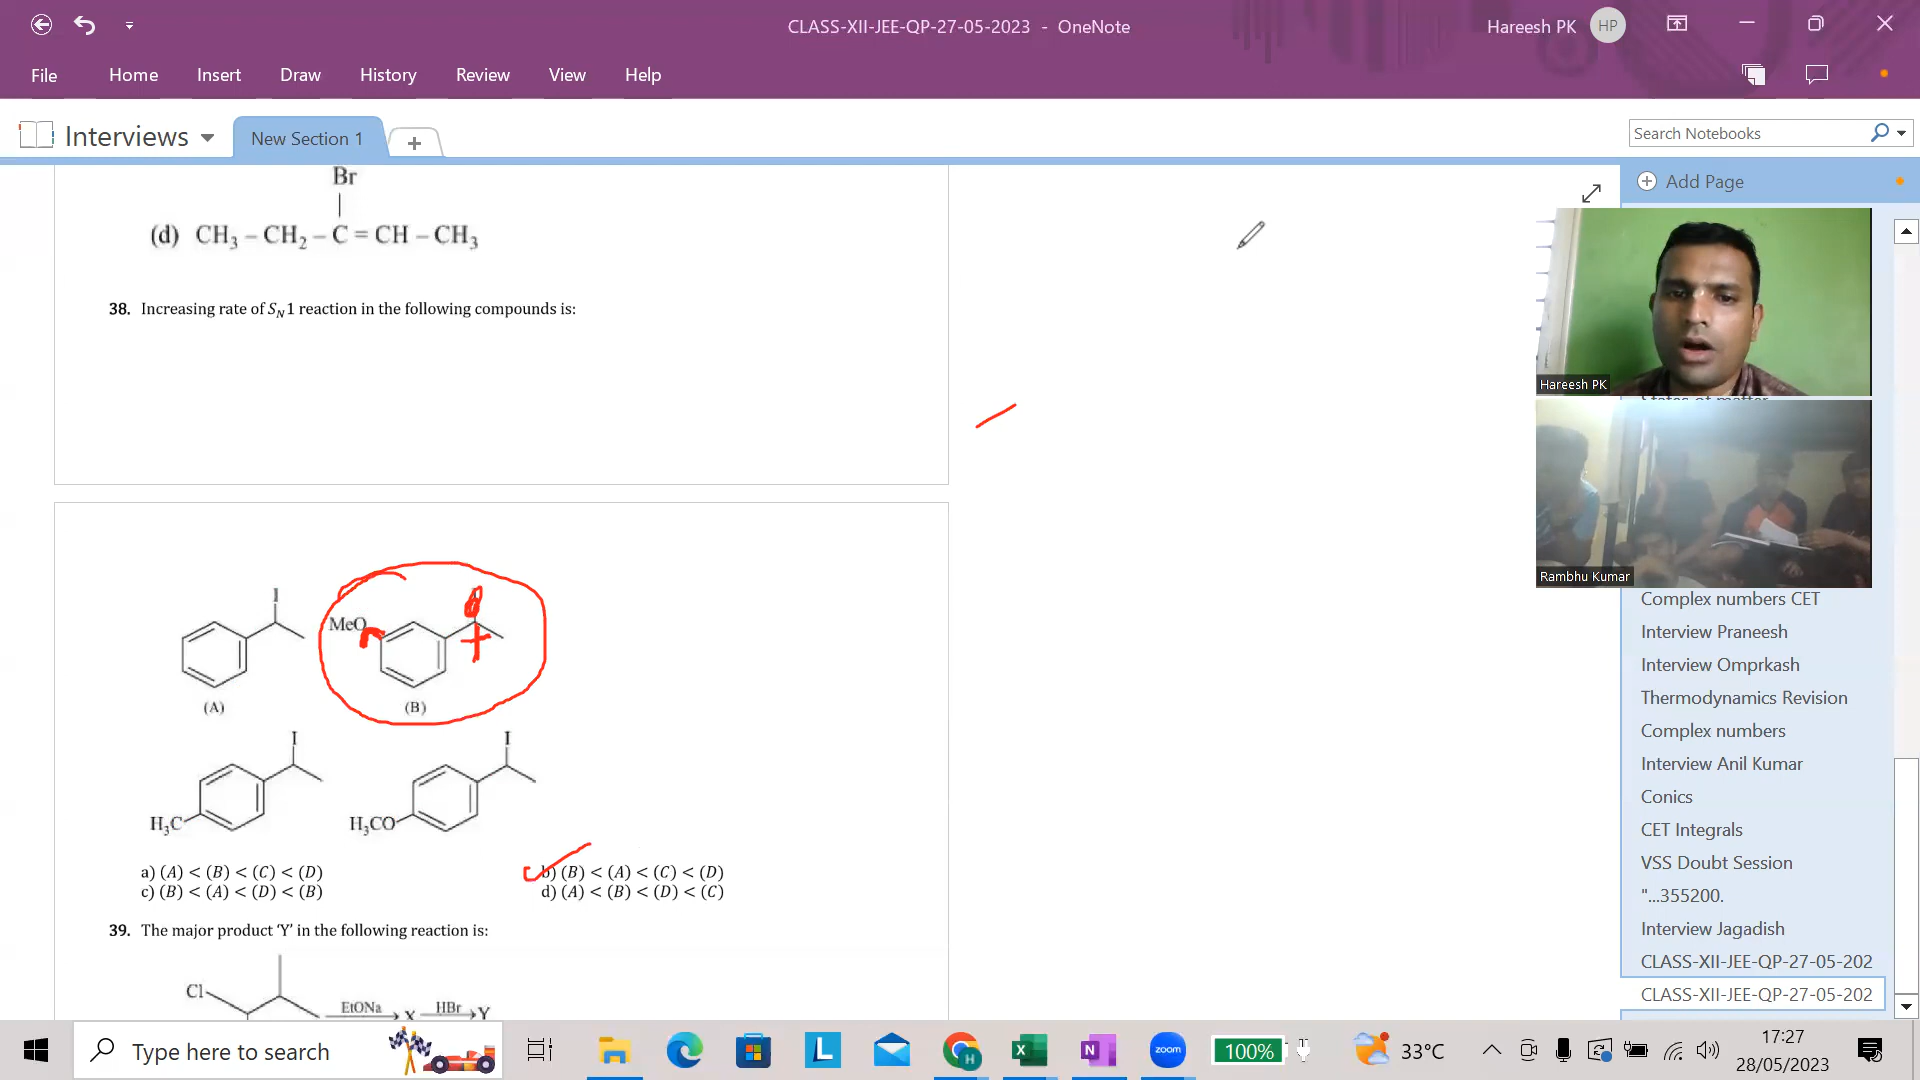 CLASS-XII-JEE-QP-27-05-2023 - OneNote
Hareesh PK
HP
File
Home
Insert
Draw
History
Review
View
Help
Interviews
New Section 1
Search Notebooks
Add Page
Br
(d) CH3 – CH2 – C = CH – CH3
38. Increasing rate of SN1 reaction in the following compounds is:
I
MeO
(A)
(B)
I
I
H3C
H3CO
a) (A) < (B) < (C) < (D)
b) (B) < (A) < (C) < (D)
c) (B) < (A) < (D) < (B)
d) (A) < (B) < (D) < (C)
39. The major product ‘Y’ in the following reaction is:
Cl
EtONa
X
HBr
Y
Hareesh PK
States of matter
Rambhu Kumar
Complex numbers CET
Interview Praneesh
Interview Omprkash
Thermodynamics Revision
Complex numbers
Interview Anil Kumar
Conics
CET Integrals
VSS Doubt Session
"...355200.
Interview Jagadish
CLASS-XII-JEE-QP-27-05-202
CLASS-XII-JEE-QP-27-05-202
Type here to search
L
H
X
N
zoom
100%
33°C
17:27
28/05/2023